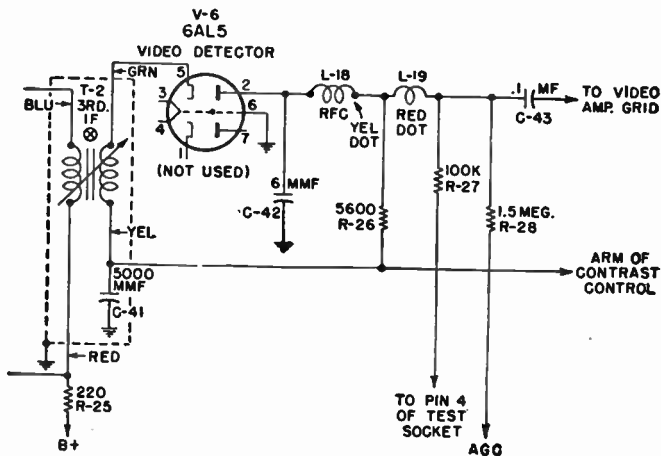 V-6
6AL5
VIDEO DETECTOR
T-2
3RD.
IF
GRN
BLU
5
3
4
1
2
6
7
(NOT USED)
L-18
RFC
YEL
DOT
L-19
RED
DOT
.1 MF
C-43
TO VIDEO
AMP. GRID
6 MMF
C-42
5600
R-26
100K
R-27
1.5 MEG.
R-28
YEL
5000
MMF
C-41
ARM OF
CONTRAST
CONTROL
RED
220
R-25
B+
TO PIN 4
OF TEST
SOCKET
AGC